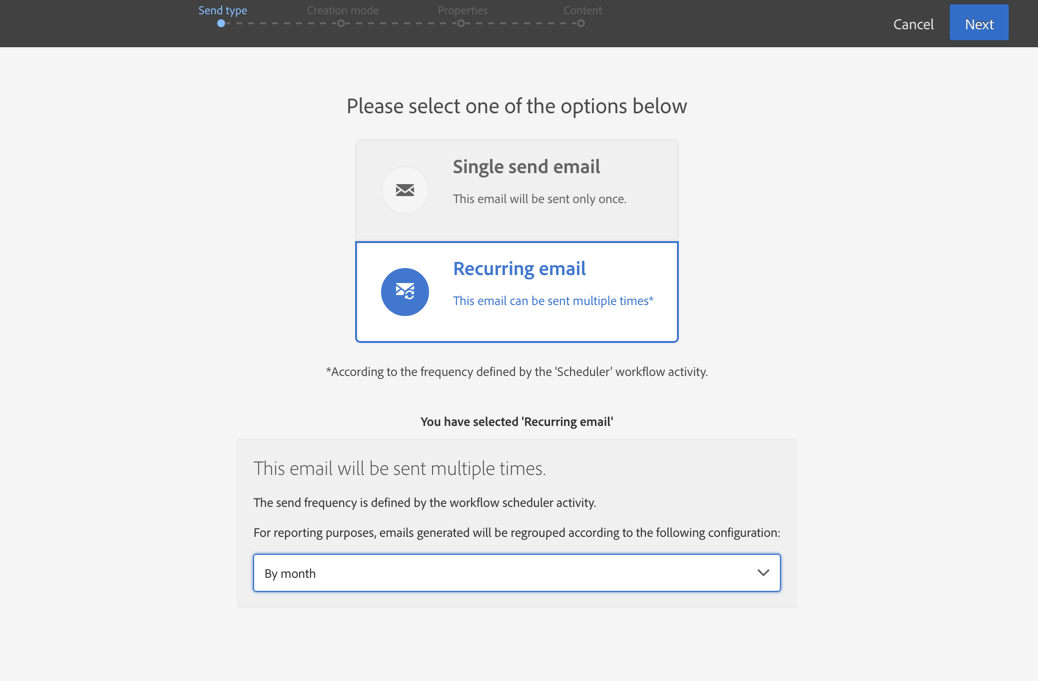 Send type
Creation mode
Properties
Content
Cancel
Next
Please select one of the options below
Single send email
This email will be sent only once.
Recurring email
This email can be sent multiple times*
*According to the frequency defined by the 'Scheduler' workflow activity.
You have selected 'Recurring email'
This email will be sent multiple times.
The send frequency is defined by the workflow scheduler activity.
For reporting purposes, emails generated will be regrouped according to the following configuration:
By month